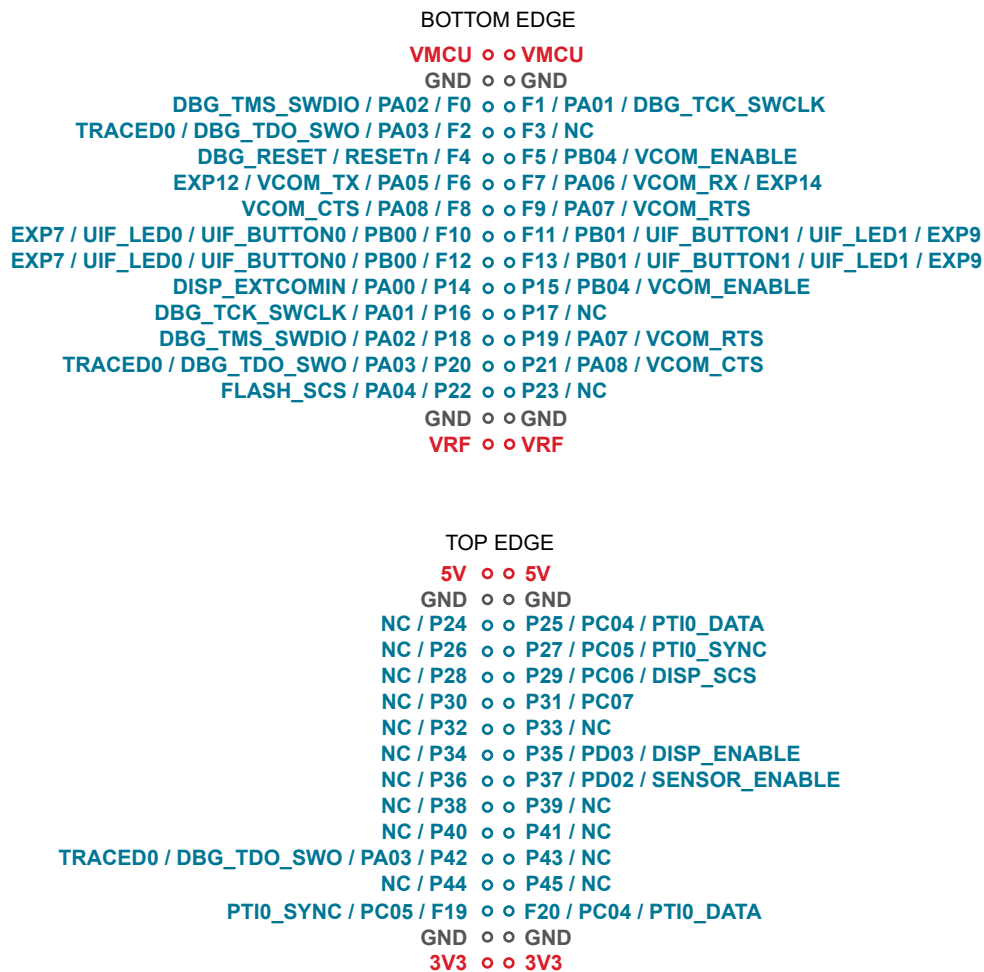 BOTTOM EDGE
VMCU VMCU
GND GND
DBG_TMS_SWDIO / PA02 / F0 F1 / PA01 / DBG_TCK_SWCLK
TRACED0 / DBG_TDO_SWO / PA03 / F2 F3 / NC
DBG_RESET / RESETn / F4 F5 / PB04 / VCOM_ENABLE
EXP12 / VCOM_TX / PA05 / F6 F7 / PA06 / VCOM_RX / EXP14
VCOM_CTS / PA08 / F8 F9 / PA07 / VCOM_RTS
EXP7 / UIF_LED0 / UIF_BUTTON0 / PB00 / F10 F11 / PB01 / UIF_BUTTON1 / UIF_LED1 / EXP9
EXP7 / UIF_LED0 / UIF_BUTTON0 / PB00 / F12 F13 / PB01 / UIF_BUTTON1 / UIF_LED1 / EXP9
DISP_EXTCOMIN / PA00 / P14 P15 / PB04 / VCOM_ENABLE
DBG_TCK_SWCLK / PA01 / P16 P17 / NC
DBG_TMS_SWDIO / PA02 / P18 P19 / PA07 / VCOM_RTS
TRACED0 / DBG_TDO_SWO / PA03 / P20 P21 / PA08 / VCOM_CTS
FLASH_SCS / PA04 / P22 P23 / NC
GND GND
VRF VRF
TOP EDGE
5V 5V
GND GND
NC / P24 P25 / PC04 / PTI0_DATA
NC / P26 P27 / PC05 / PTI0_SYNC
NC / P28 P29 / PC06 / DISP_SCS
NC / P30 P31 / PC07
NC / P32 P33 / NC
NC / P34 P35 / PD03 / DISP_ENABLE
NC / P36 P37 / PD02 / SENSOR_ENABLE
NC / P38 P39 / NC
NC / P40 P41 / NC
TRACED0 / DBG_TDO_SWO / PA03 / P42 P43 / NC
NC / P44 P45 / NC
PTI0_SYNC / PC05 / F19 F20 / PC04 / PTI0_DATA
GND GND
3V3 3V3